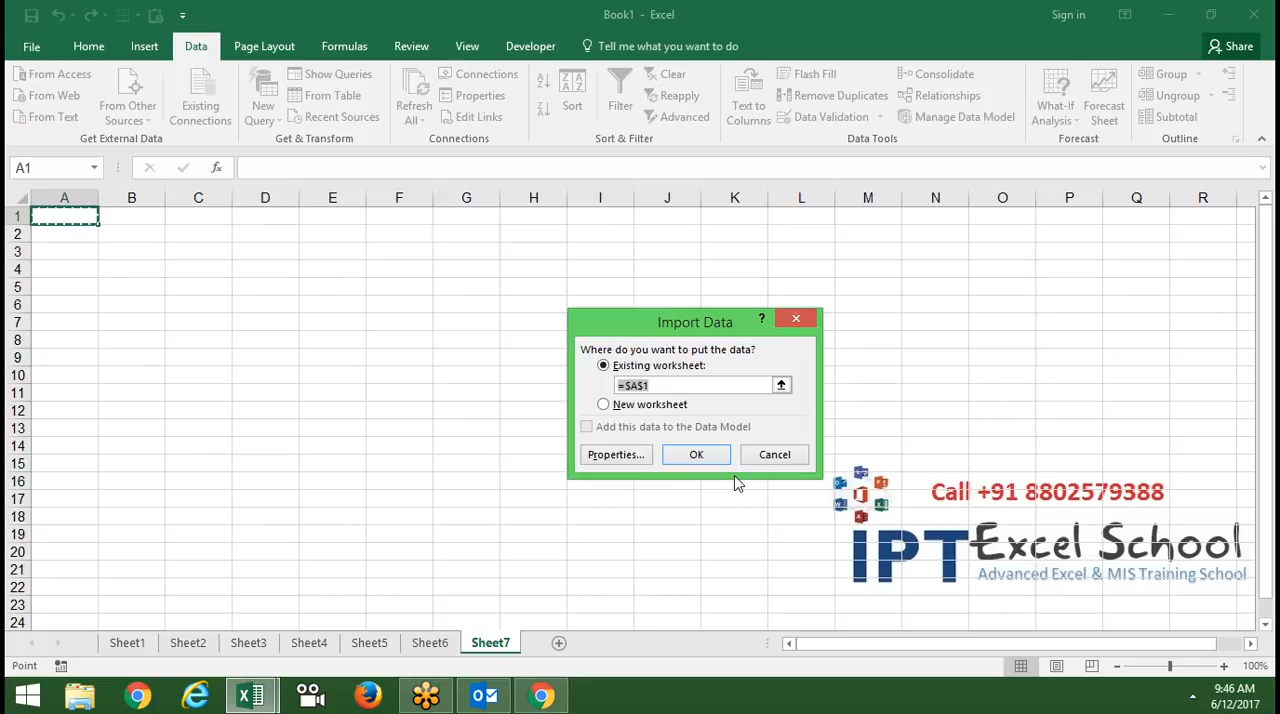 Book1 - Excel
Sign in
File Home Insert Data Page Layout Formulas Review View Developer Tell me what you want to do Share
From Access
From Web
From Text
From Other Sources
Existing Connections
Get External Data
New Query
Show Queries
From Table
Recent Sources
Get & Transform
Refresh All
Connections
Properties
Edit Links
Connections
Sort
Filter
Clear
Reapply
Advanced
Sort & Filter
Text to Columns
Flash Fill
Remove Duplicates
Data Validation
Consolidate
Relationships
Manage Data Model
Data Tools
What-If Analysis
Forecast Sheet
Forecast
Group
Ungroup
Subtotal
Outline
A1
fx
A B C D E F G H I J K L M N O P Q R
1
2
3
4
5
6
7
8
9
10
11
12
13
14
15
16
17
18
19
20
21
22
23
24
Import Data
?
Where do you want to put the data?
Existing worksheet:
=$A$1
New worksheet
Add this data to the Data Model
Properties... OK Cancel
Call +91 8802579388
IPT Excel School
Advanced Excel & MIS Training School
Sheet1 Sheet2 Sheet3 Sheet4 Sheet5 Sheet6 Sheet7
Point
100%
9:46 AM
6/12/2017